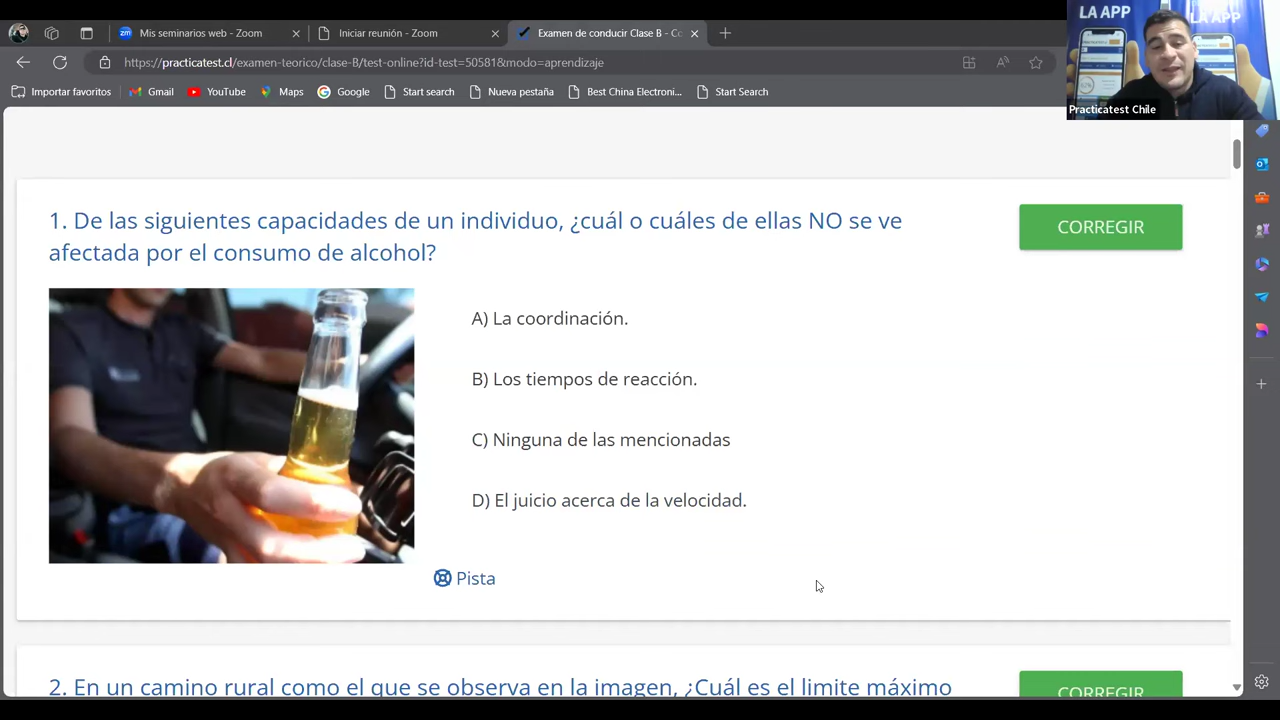 LA APP
LA APP
Practicatest Chile
zm Mis seminarios web - Zoom
Iniciar reunión - Zoom
Examen de conducir Clase B - Co
https://practicatest.cl/examen-teorico/clase-B/test-online?id-test=50581&modo=aprendizaje
Importar favoritos
Gmail
YouTube
Maps
Google
Start search
Nueva pestaña
Best China Electroni...
Start Search
1. De las siguientes capacidades de un individuo, ¿cuál o cuáles de ellas NO se ve
afectada por el consumo de alcohol?
CORREGIR
A) La coordinación.
B) Los tiempos de reacción.
C) Ninguna de las mencionadas
D) El juicio acerca de la velocidad.
Pista
2. En un camino rural como el que se observa en la imagen, ¿Cuál es el limite máximo
CORREGIR